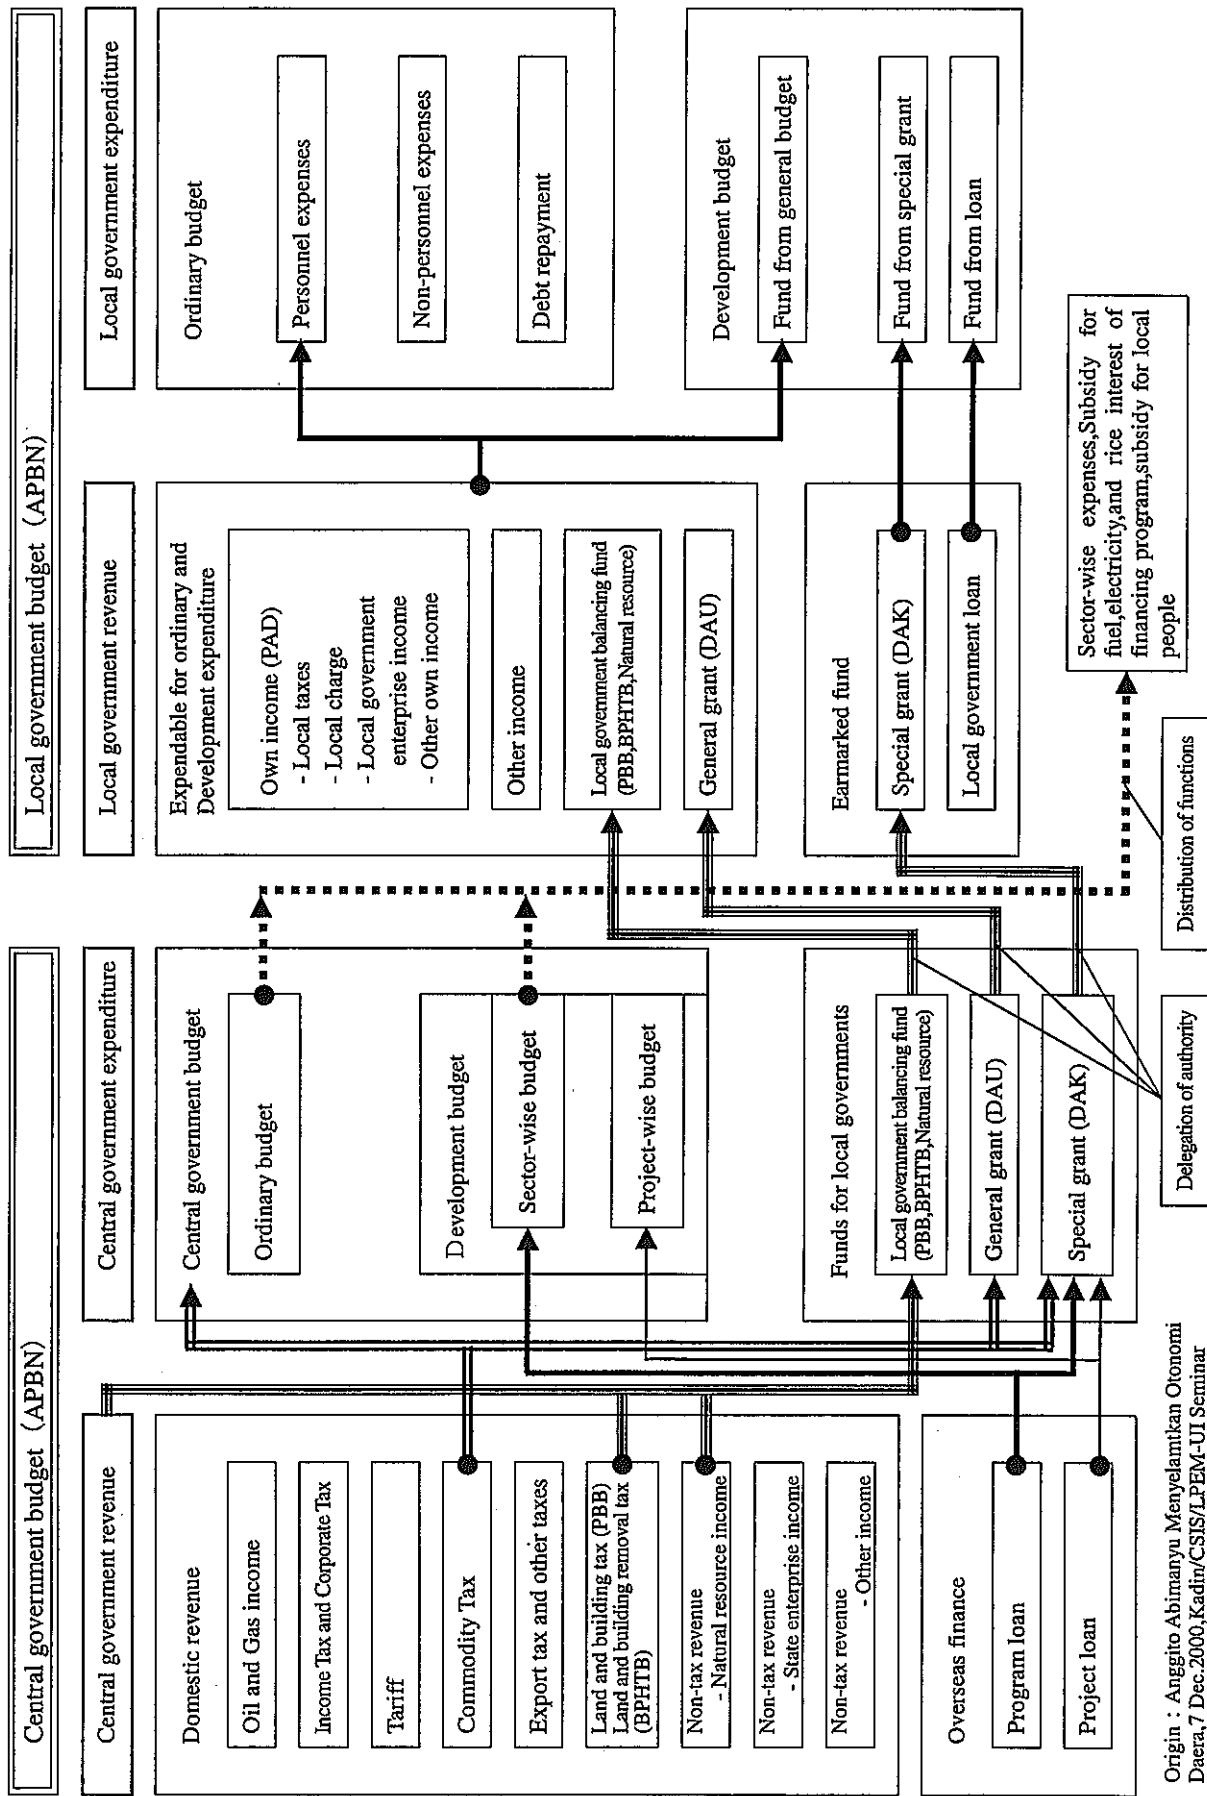 Central government budget（APBN）
Central government revenue
Domestic revenue
Oil and Gas income
Income Tax and Corporate Tax
Tariff
Commodity Tax
Export tax and other taxes
Land and building tax (PBB)
Land and building removal tax
(BPHTB)
Non-tax revenue
- Natural resource income
Non-tax revenue
- State enterprise income
Non-tax revenue
- Other income
Overseas finance
Program loan
Project loan
Central government expenditure
Central government budget
Ordinary budget
Development budget
Sector-wise budget
Project-wise budget
Funds for local governments
Local government balancing fund
(PBB,BPHTB,Natural resource)
General grant (DAU)
Special grant (DAK)
Local government budget（APBN）
Local government revenue
Expendable for ordinary and
Development expenditure
Own income (PAD)
- Local taxes
- Local charge
- Local government
enterprise income
- Other own income
Other income
Local government balancing fund
(PBB,BPHTB,Natural resource)
General grant (DAU)
Earmarked fund
Special grant (DAK)
Local government loan
Local government expenditure
Ordinary budget
Personnel expenses
Non-personnel expenses
Debt repayment
Development budget
Fund from general budget
Fund from special grant
Fund from loan
Sector-wise expenses,Subsidy for
fuel,electricity,and rice interest of
financing program,subsidy for local
people
Delegation of authority
Distribution of functions
Origin : Anggito Abimanyu Menyelamtkan Otonomi
Daera,7 Dec.2000,Kadin/CSIS/LPEM-UI Seminar